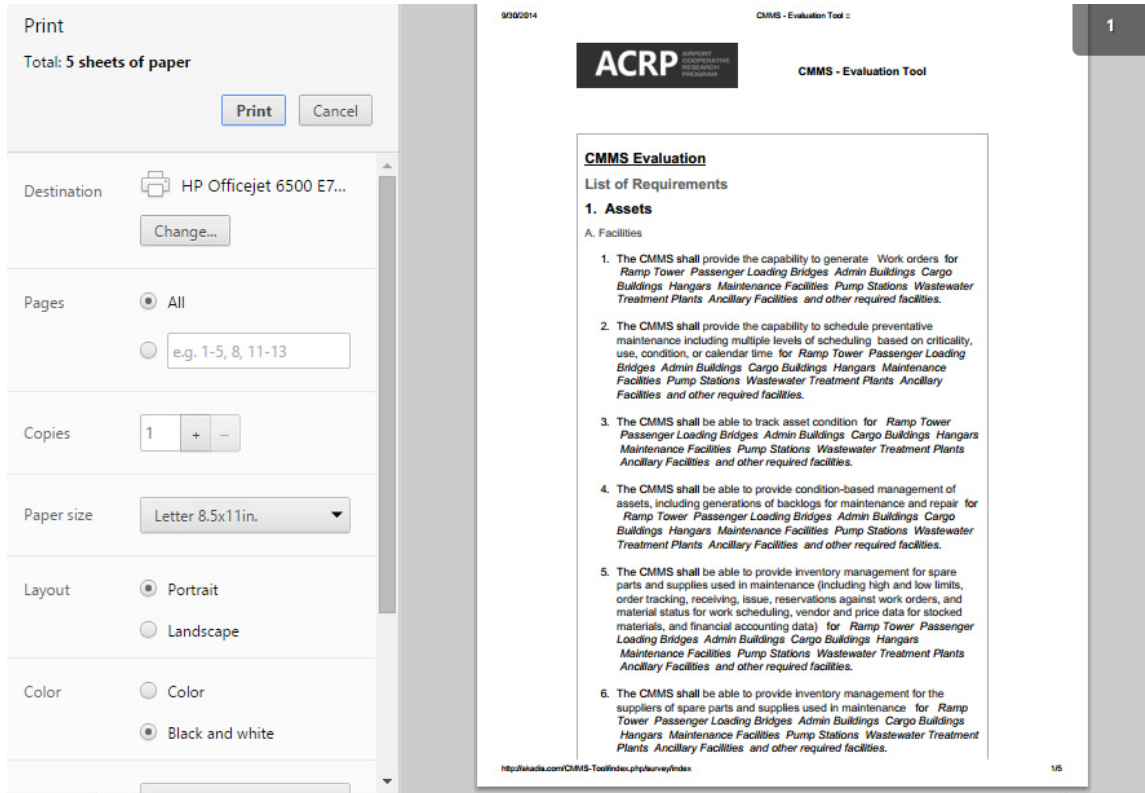 Print
Total: 5 sheets of paper
Print
Cancel
Destination
HP Officejet 6500 E7...
Change...
Pages
All
e.g. 1-5, 8, 11-13
Copies
1
+
–
Paper size
Letter 8.5x11in.
Layout
Portrait
Landscape
Color
Color
Black and white
9/30/2014
CMMS - Evaluation Tool ::
1
ACRP
AIRPORT
COOPERATIVE
RESEARCH
PROGRAM
CMMS - Evaluation Tool
CMMS Evaluation
List of Requirements
1. Assets
A. Facilities
1. The CMMS shall provide the capability to generate Work orders for
Ramp Tower Passenger Loading Bridges Admin Buildings Cargo
Buildings Hangars Maintenance Facilities Pump Stations Wastewater
Treatment Plants Ancillary Facilities and other required facilities.
2. The CMMS shall provide the capability to schedule preventative
maintenance including multiple levels of scheduling based on criticality,
use, condition, or calendar time for Ramp Tower Passenger Loading
Bridges Admin Buildings Cargo Buildings Hangars Maintenance
Facilities Pump Stations Wastewater Treatment Plants Ancillary
Facilities and other required facilities.
3. The CMMS shall be able to track asset condition for Ramp Tower
Passenger Loading Bridges Admin Buildings Cargo Buildings Hangars
Maintenance Facilities Pump Stations Wastewater Treatment Plants
Ancillary Facilities and other required facilities.
4. The CMMS shall be able to provide condition-based management of
assets, including generations of backlogs for maintenance and repair for
Ramp Tower Passenger Loading Bridges Admin Buildings Cargo
Buildings Hangars Maintenance Facilities Pump Stations Wastewater
Treatment Plants Ancillary Facilities and other required facilities.
5. The CMMS shall be able to provide inventory management for spare
parts and supplies used in maintenance (including high and low limits,
order tracking, receiving, issue, reservations against work orders, and
material status for work scheduling, vendor and price data for stocked
materials, and financial accounting data) for Ramp Tower Passenger
Loading Bridges Admin Buildings Cargo Buildings Hangars
Maintenance Facilities Pump Stations Wastewater Treatment Plants
Ancillary Facilities and other required facilities.
6. The CMMS shall be able to provide inventory management for the
suppliers of spare parts and supplies used in maintenance for Ramp
Tower Passenger Loading Bridges Admin Buildings Cargo Buildings
Hangars Maintenance Facilities Pump Stations Wastewater Treatment
Plants Ancillary Facilities and other required facilities.
http://akadia.com/CMMS-Tool/index.php/survey/index
1/5